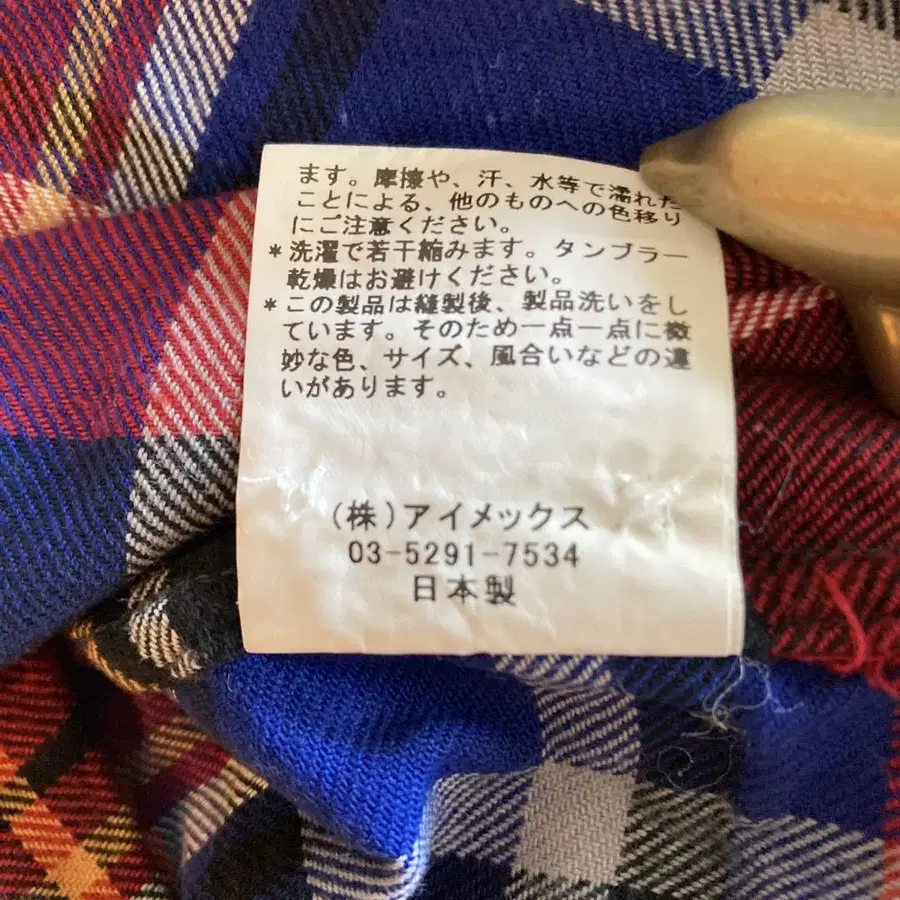 ます。摩擦や、汗、水等で濡れた
ことによる、他のものへの色移り
にご注意ください。
*洗濯で若干縮みます。タンブラー
乾燥はお避けください。
*この製品は縫製後、製品洗いをし
ています。そのため一点一点に微
妙な色、サイズ、風合いなどの違
いがあります。
(株)アイメックス
03-5291-7534
日本製